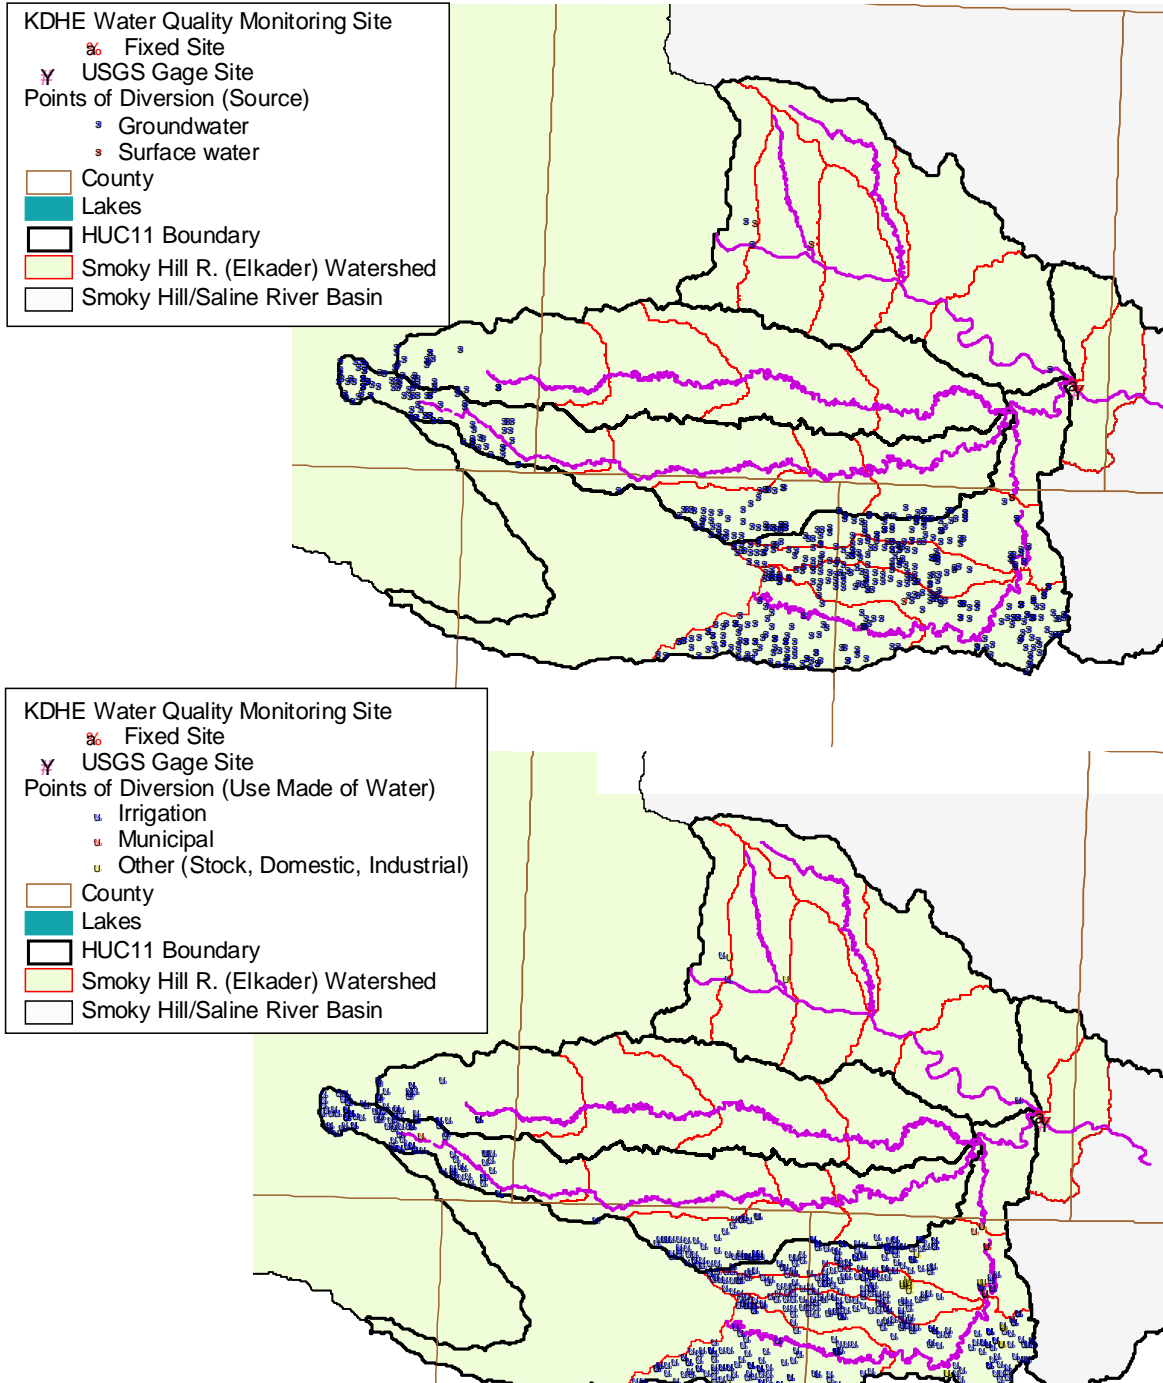 KDHE Water Quality Monitoring Site
Fixed Site
USGS Gage Site
Points of Diversion (Source)
Groundwater
Surface water
County
Lakes
HUC11 Boundary
Smoky Hill R. (Elkader) Watershed
Smoky Hill/Saline River Basin
KDHE Water Quality Monitoring Site
Fixed Site
USGS Gage Site
Points of Diversion (Use Made of Water)
Irrigation
Municipal
Other (Stock, Domestic, Industrial)
County
Lakes
HUC11 Boundary
Smoky Hill R. (Elkader) Watershed
Smoky Hill/Saline River Basin